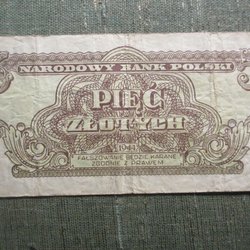 NARODOWY BANK POLSKI
PIĘĆ
ZŁOTYCH
1944
FAŁSZOWANIE BĘDZIE KARANE
ZGODNIE Z PRAWEM